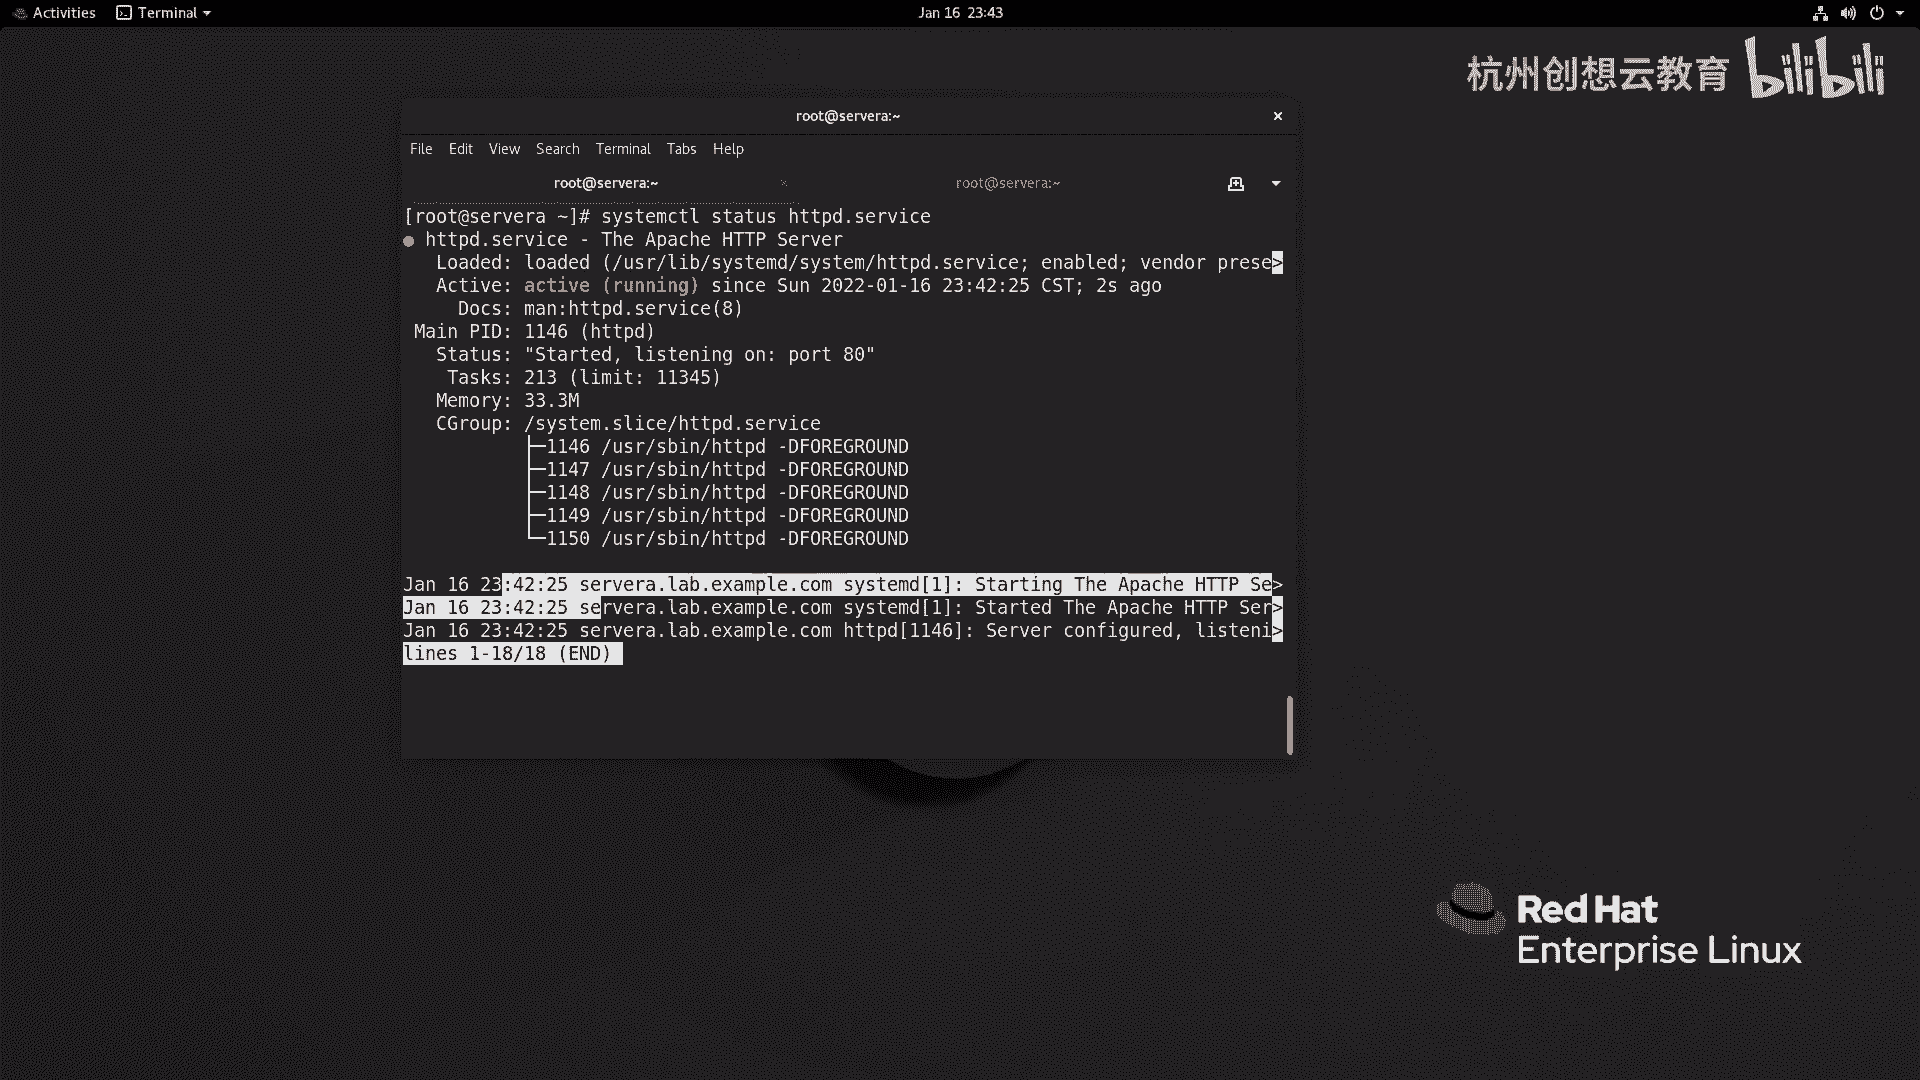 Activities Terminal Jan 16 23:43
杭州创想云教育 bilibili
root@servera:~
File Edit View Search Terminal Tabs Help
root@servera:~ root@servera:~
[root@servera ~]# systemctl status httpd.service
● httpd.service - The Apache HTTP Server
Loaded: loaded (/usr/lib/systemd/system/httpd.service; enabled; vendor prese>
Active: active (running) since Sun 2022-01-16 23:42:25 CST; 2s ago
Docs: man:httpd.service(8)
Main PID: 1146 (httpd)
Status: "Started, listening on: port 80"
Tasks: 213 (limit: 11345)
Memory: 33.3M
CGroup: /system.slice/httpd.service
├─1146 /usr/sbin/httpd -DFOREGROUND
├─1147 /usr/sbin/httpd -DFOREGROUND
├─1148 /usr/sbin/httpd -DFOREGROUND
├─1149 /usr/sbin/httpd -DFOREGROUND
└─1150 /usr/sbin/httpd -DFOREGROUND
Jan 16 23:42:25 servera.lab.example.com systemd[1]: Starting The Apache HTTP Se>
Jan 16 23:42:25 servera.lab.example.com systemd[1]: Started The Apache HTTP Ser>
Jan 16 23:42:25 servera.lab.example.com httpd[1146]: Server configured, listeni>
lines 1-18/18 (END)
Red Hat
Enterprise Linux